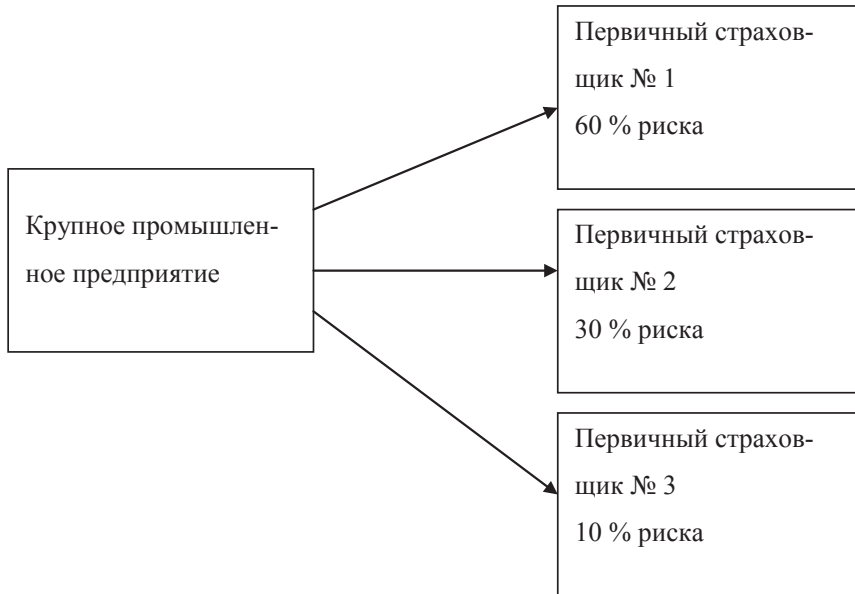 Первичный страхов-
щик № 1
60 % риска
Крупное промышлен-
ное предприятие
Первичный страхов-
щик № 2
30 % риска
Первичный страхов-
щик № 3
10 % риска